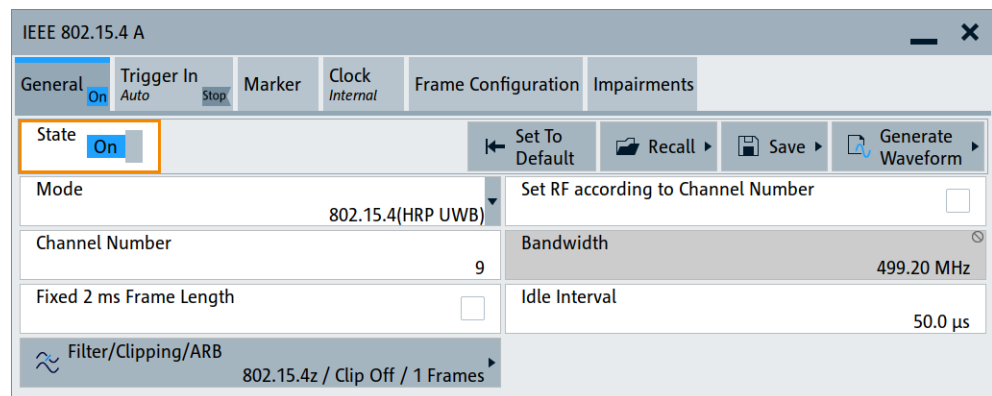 IEEE 802.15.4 A
General On
Trigger In
Auto Stop
Marker
Clock
Internal
Frame Configuration
Impairments
State
On
Set To
Default
Recall
Save
Generate
Waveform
Mode
802.15.4(HRP UWB)
Set RF according to Channel Number
Channel Number
9
Bandwidth
499.20 MHz
Fixed 2 ms Frame Length
Idle Interval
50.0 µs
Filter/Clipping/ARB
802.15.4z / Clip Off / 1 Frames